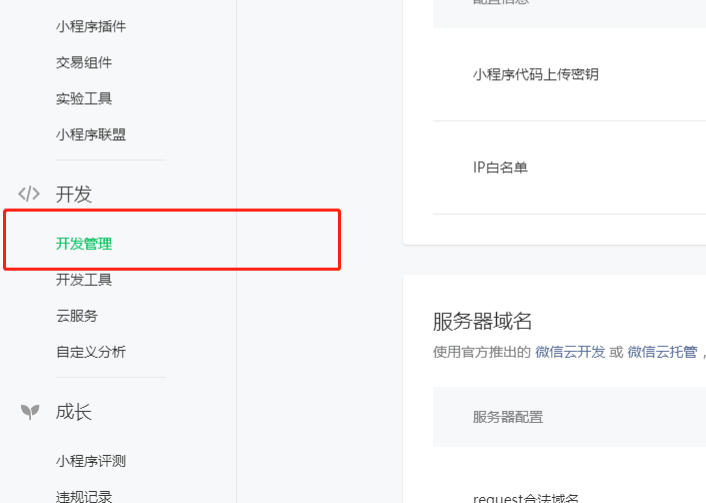 小程序插件
交易组件
实验工具
小程序联盟
开发
开发管理
开发工具
云服务
自定义分析
成长
小程序评测
违规记录
配置信息
小程序代码上传密钥
IP白名单
服务器域名
使用官方推出的 微信云开发 或 微信云托管，
服务器配置
request合法域名